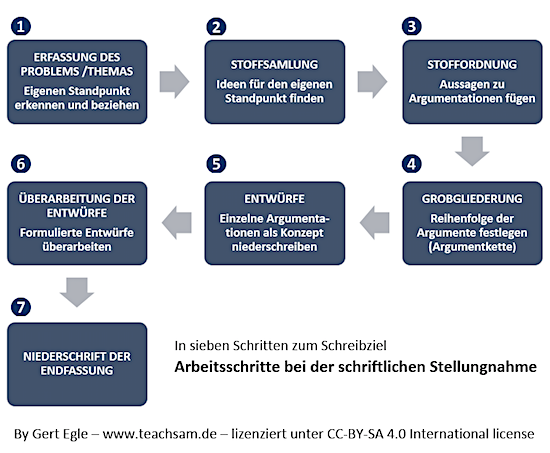 1
ERFASSUNG DES
PROBLEMS /THEMAS
Eigenen Standpunkt
erkennen und beziehen
2
STOFFSAMLUNG
Ideen für den eigenen
Standpunkt finden
3
STOFFORDNUNG
Aussagen zu
Argumentationen fügen
4
GROBGLIEDERUNG
Reihenfolge der
Argumente festlegen
(Argumentkette)
5
ENTWÜRFE
Einzelne Argumenta-
tionen als Konzept
niederschreiben
6
ÜBERARBEITUNG DER
ENTWÜRFE
Formulierte Entwürfe
überarbeiten
7
NIEDERSCHRIFT DER
ENDFASSUNG
In sieben Schritten zum Schreibziel
Arbeitsschritte bei der schriftlichen Stellungnahme
By Gert Egle – www.teachsam.de – lizenziert unter CC-BY-SA 4.0 International license